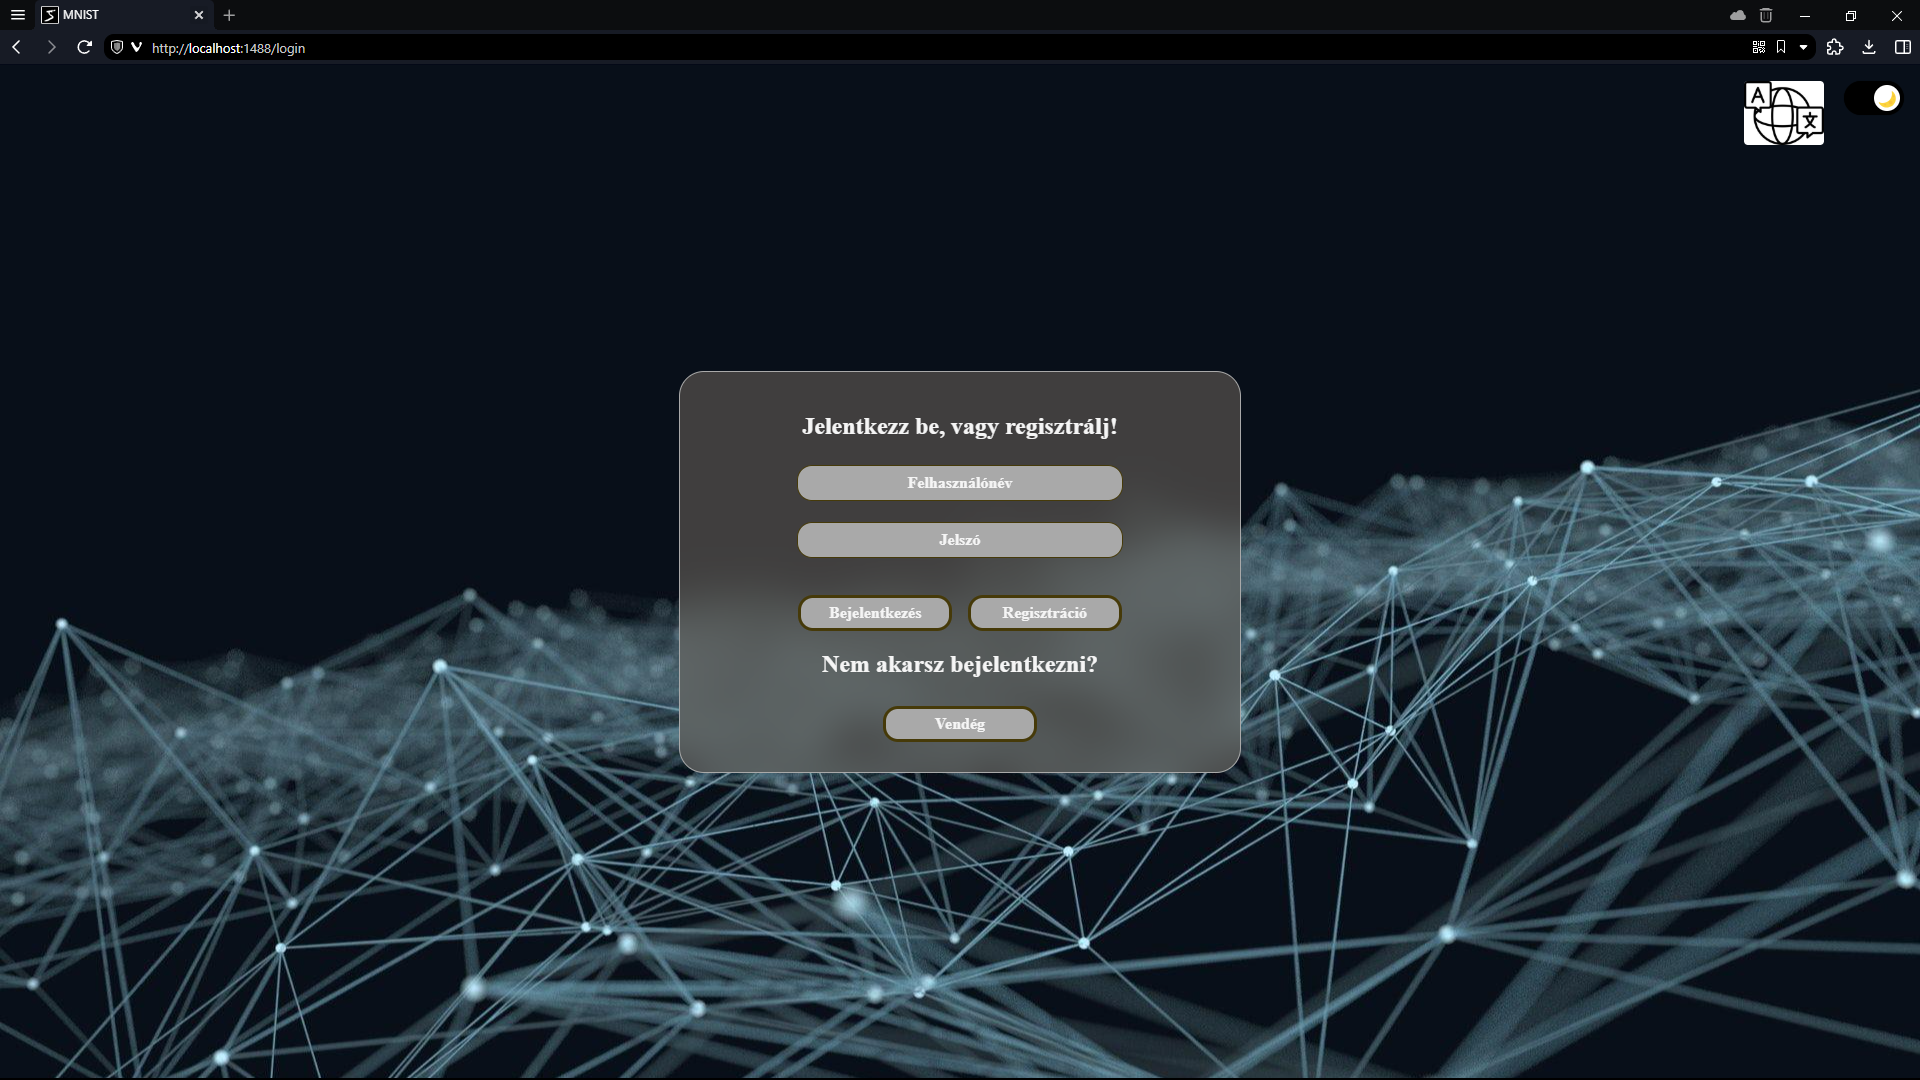 MNIST
http://localhost:1488/login
A
文
Jelentkezz be, vagy regisztrálj!
Felhasználónév
Jelszó
Bejelentkezés Regisztráció
Nem akarsz bejelentkezni?
Vendég